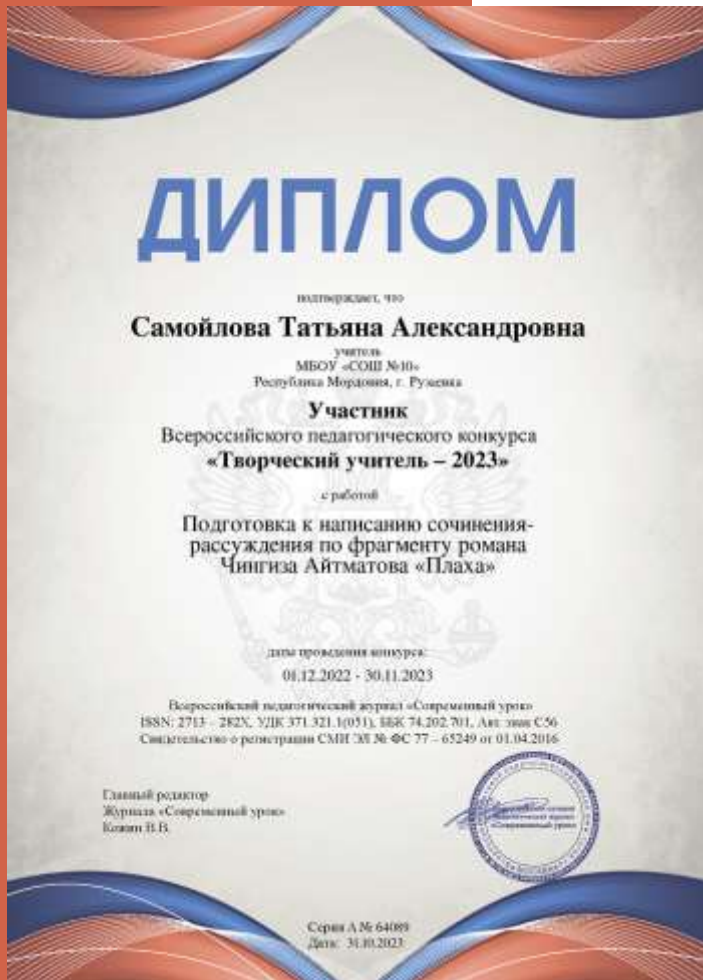 ДИПЛОМ
подтверждает, что
Самойлова Татьяна Александровна
учитель
МБОУ «СОШ №10»
Республика Мордовия, г. Рузаевка
Участник
Всероссийского педагогического конкурса
«Творческий учитель – 2023»
с работой
Подготовка к написанию сочинения-
рассуждения по фрагменту романа
Чингиза Айтматова «Плаха»
даты проведения конкурса:
01.12.2022 - 30.11.2023
Всероссийский педагогический журнал «Современный урок»
ISSN: 2713 – 282X, УДК 371.321.1(051), ББК 74.202.701, Авт. знак С56
Свидетельство о регистрации СМИ ЭЛ № ФС 77 – 65249 от 01.04.2016
Главный редактор
Журнала «Современный урок»
В.В.
«Современный урок»
Серия А № 64089
Дата: 31.10.2023